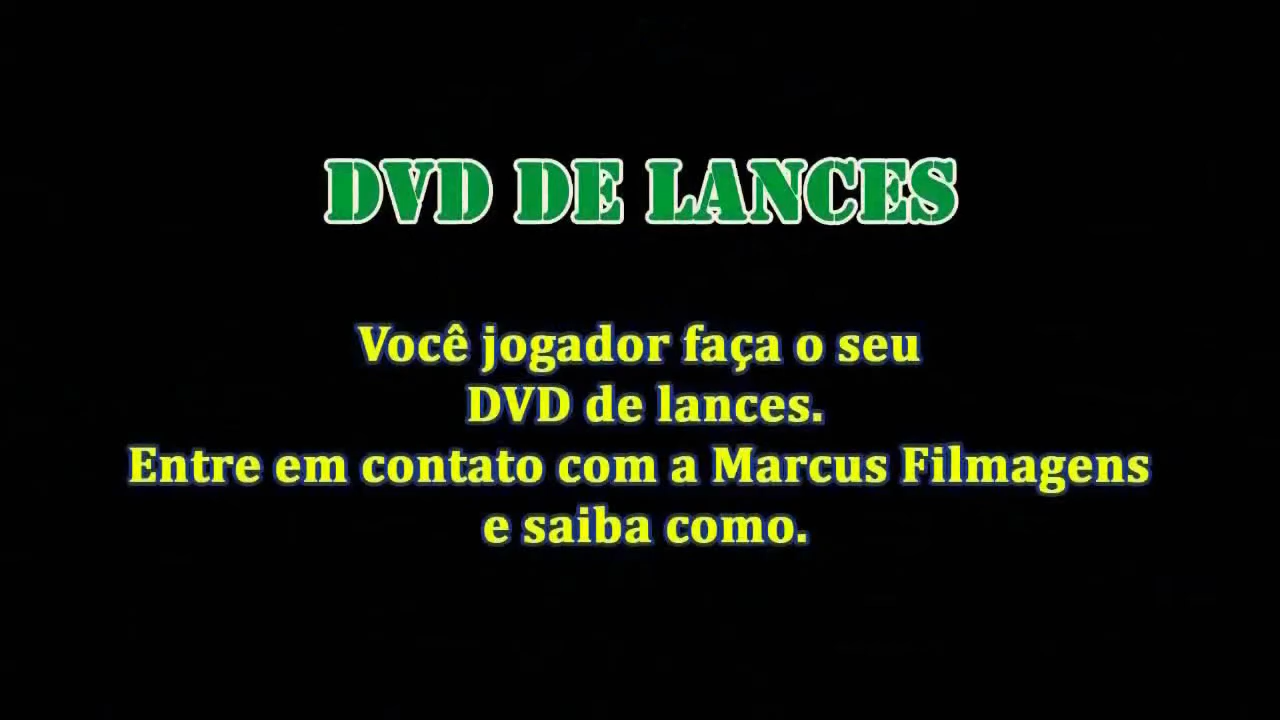 DVD DE LANCES
Você jogador faça o seu
DVD de lances.
Entre em contato com a Marcus Filmagens
e saiba como.